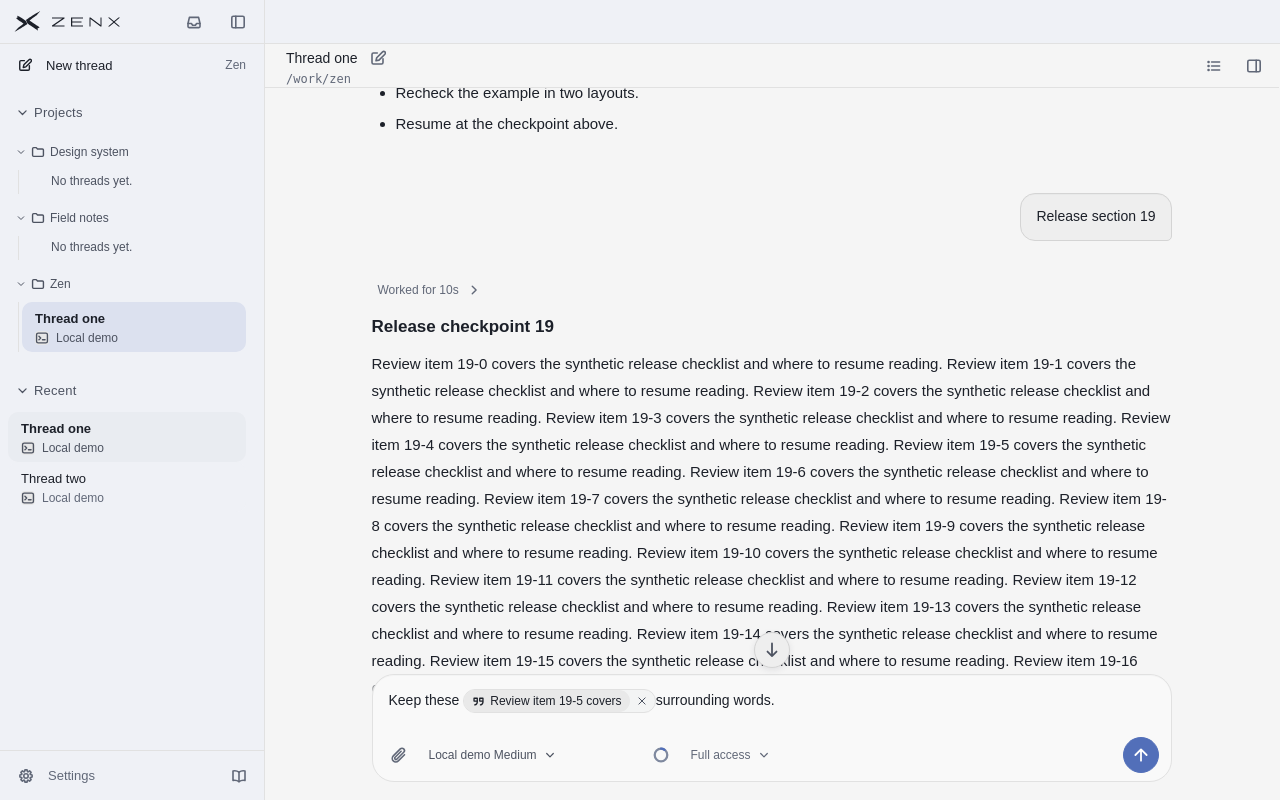 ZENX
New thread
Zen
Projects
Design system
No threads yet.
Field notes
No threads yet.
Zen
Thread one
Local demo
Recent
Thread one
Local demo
Thread two
Local demo
Settings
Thread one
/work/zen
Recheck the example in two layouts.
Resume at the checkpoint above.
Release section 19
Worked for 10s
Release checkpoint 19
Review item 19-0 covers the synthetic release checklist and where to resume reading. Review item 19-1 covers the
synthetic release checklist and where to resume reading. Review item 19-2 covers the synthetic release checklist and
where to resume reading. Review item 19-3 covers the synthetic release checklist and where to resume reading. Review
item 19-4 covers the synthetic release checklist and where to resume reading. Review item 19-5 covers the synthetic
release checklist and where to resume reading. Review item 19-6 covers the synthetic release checklist and where to
resume reading. Review item 19-7 covers the synthetic release checklist and where to resume reading. Review item 19-
8 covers the synthetic release checklist and where to resume reading. Review item 19-9 covers the synthetic release
checklist and where to resume reading. Review item 19-10 covers the synthetic release checklist and where to resume
reading. Review item 19-11 covers the synthetic release checklist and where to resume reading. Review item 19-12
covers the synthetic release checklist and where to resume reading. Review item 19-13 covers the synthetic release
checklist and where to resume reading. Review item 19-14 covers the synthetic release checklist and where to resume
reading. Review item 19-15 covers the synthetic release checklist and where to resume reading. Review item 19-16
Keep these Review item 19-5 covers surrounding words.
Local demo Medium
Full access